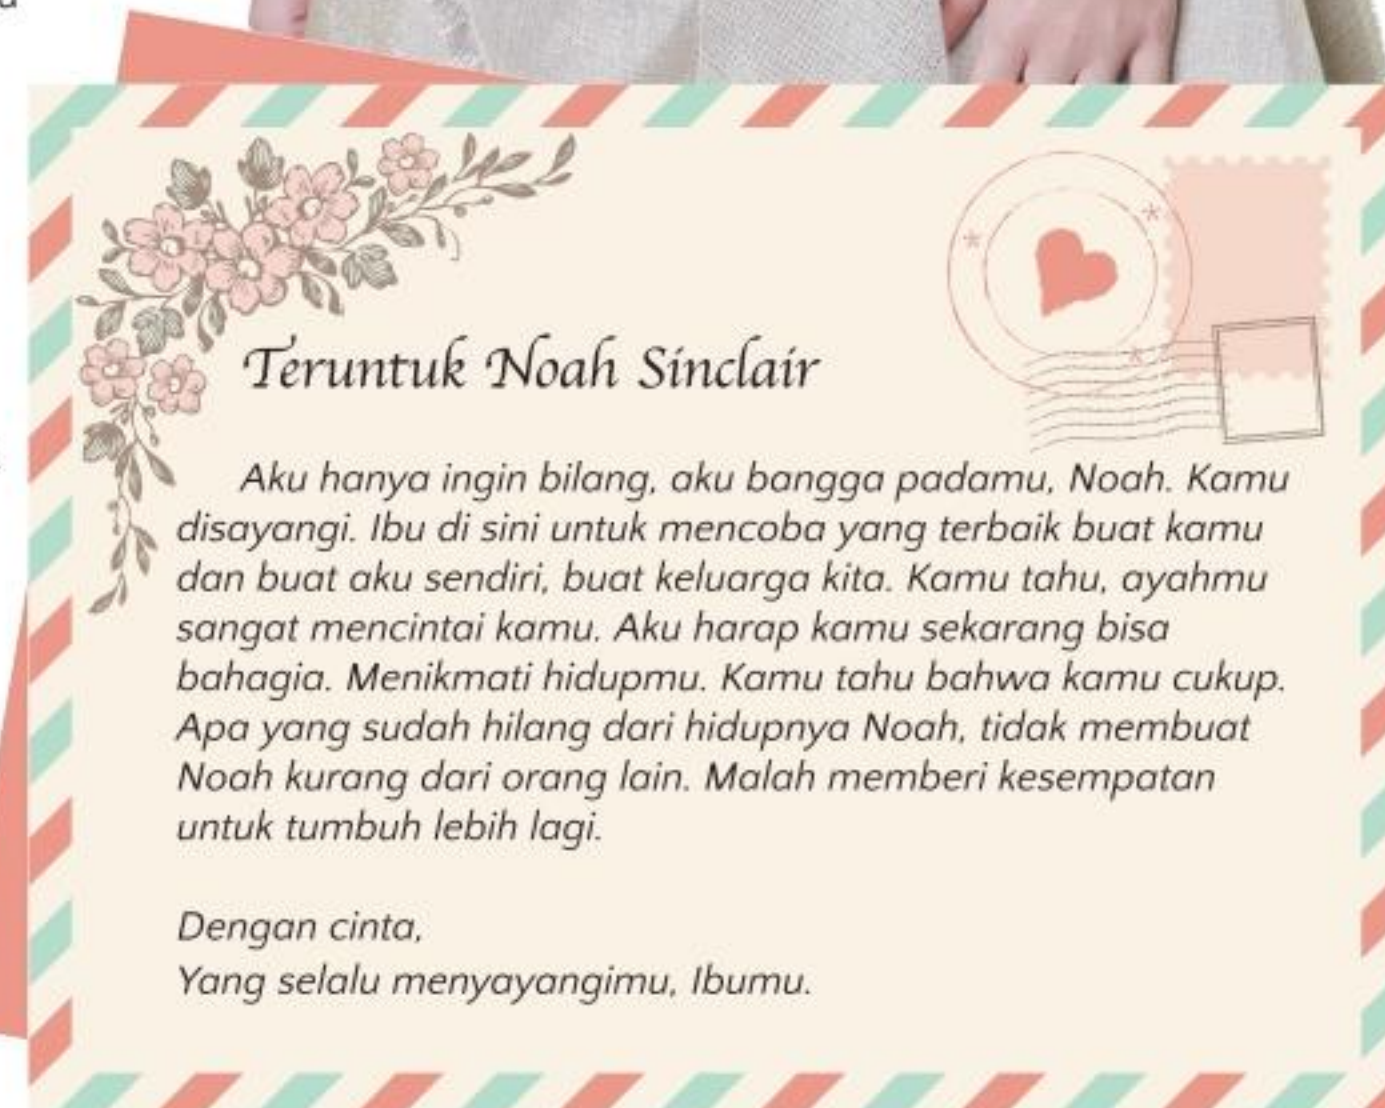 Teruntuk Noah Sinclair
Aku hanya ingin bilang, aku bangga padamu, Noah. Kamu
disayangi. Ibu di sini untuk mencoba yang terbaik buat kamu
dan buat aku sendiri, buat keluarga kita. Kamu tahu, ayahmu
sangat mencintai kamu. Aku harap kamu sekarang bisa
bahagia. Menikmati hidupmu. Kamu tahu bahwa kamu cukup.
Apa yang sudah hilang dari hidupnya Noah, tidak membuat
Noah kurang dari orang lain. Malah memberi kesempatan
untuk tumbuh lebih lagi.
Dengan cinta,
Yang selalu menyayangimu, Ibumu.